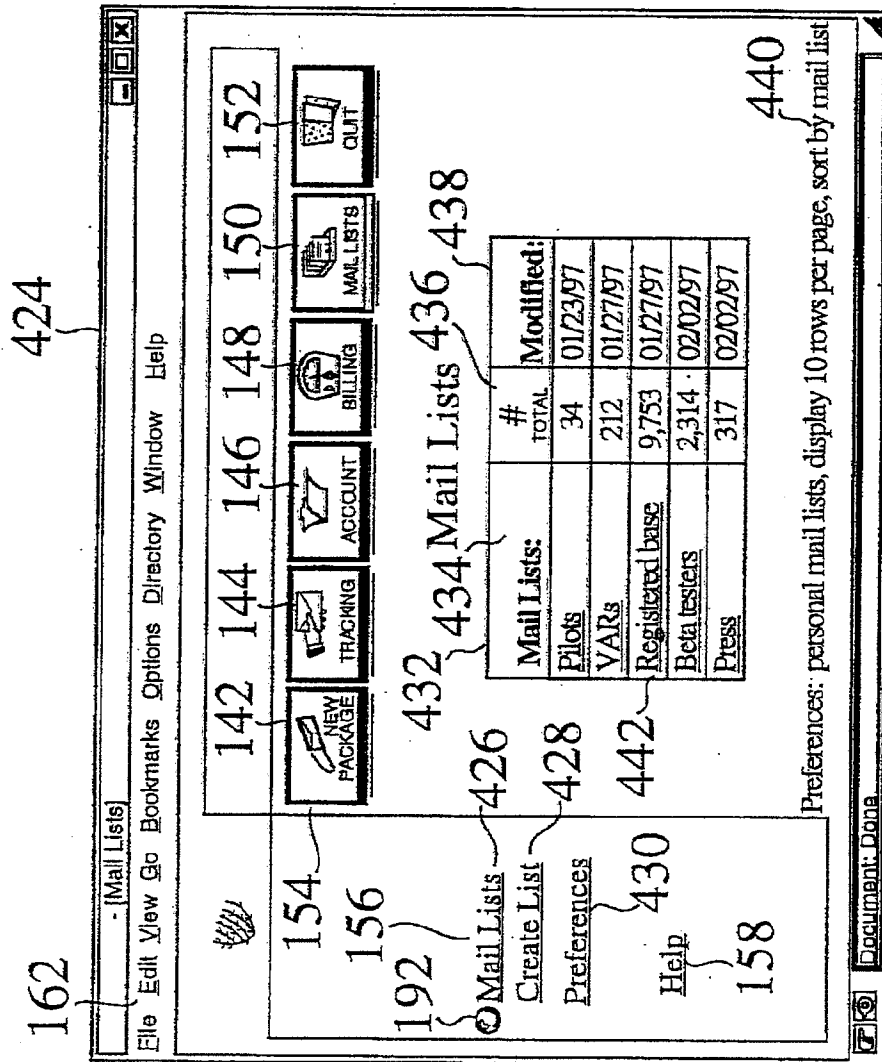 424
162
- [Mail Lists]
File Edit View Go Bookmarks Options Directory Window Help
142 144 146 148 150 152
NEW PACKAGE
TRACKING
ACCOUNT
BILLING
MAIL LISTS
QUIT
154
156
192
Mail Lists 426
Create List 428
Preferences
430
Help
158
432 434 Mail Lists 436 438
Mail Lists: # TOTAL Modified:
Pilots 34 01/23/97
VARs 212 01/27/97
Registered base 9,753 01/27/97
Beta testers 2,314 02/02/97
Press 317 02/02/97
442
440
Preferences: personal mail lists, display 10 rows per page, sort by mail list
Document: Done